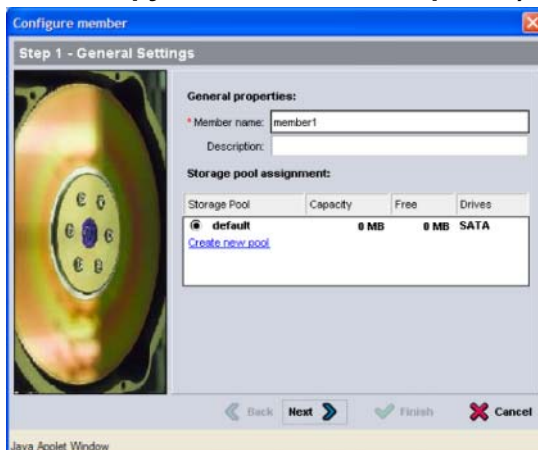 Configure member
Step 1 - General Settings
General properties:
* Member name: member1
Description:
Storage pool assignment:
Storage Pool Capacity Free Drives
default 0 MB 0 MB SATA
Create new pool
Back Next Finish Cancel
Java Applet Window